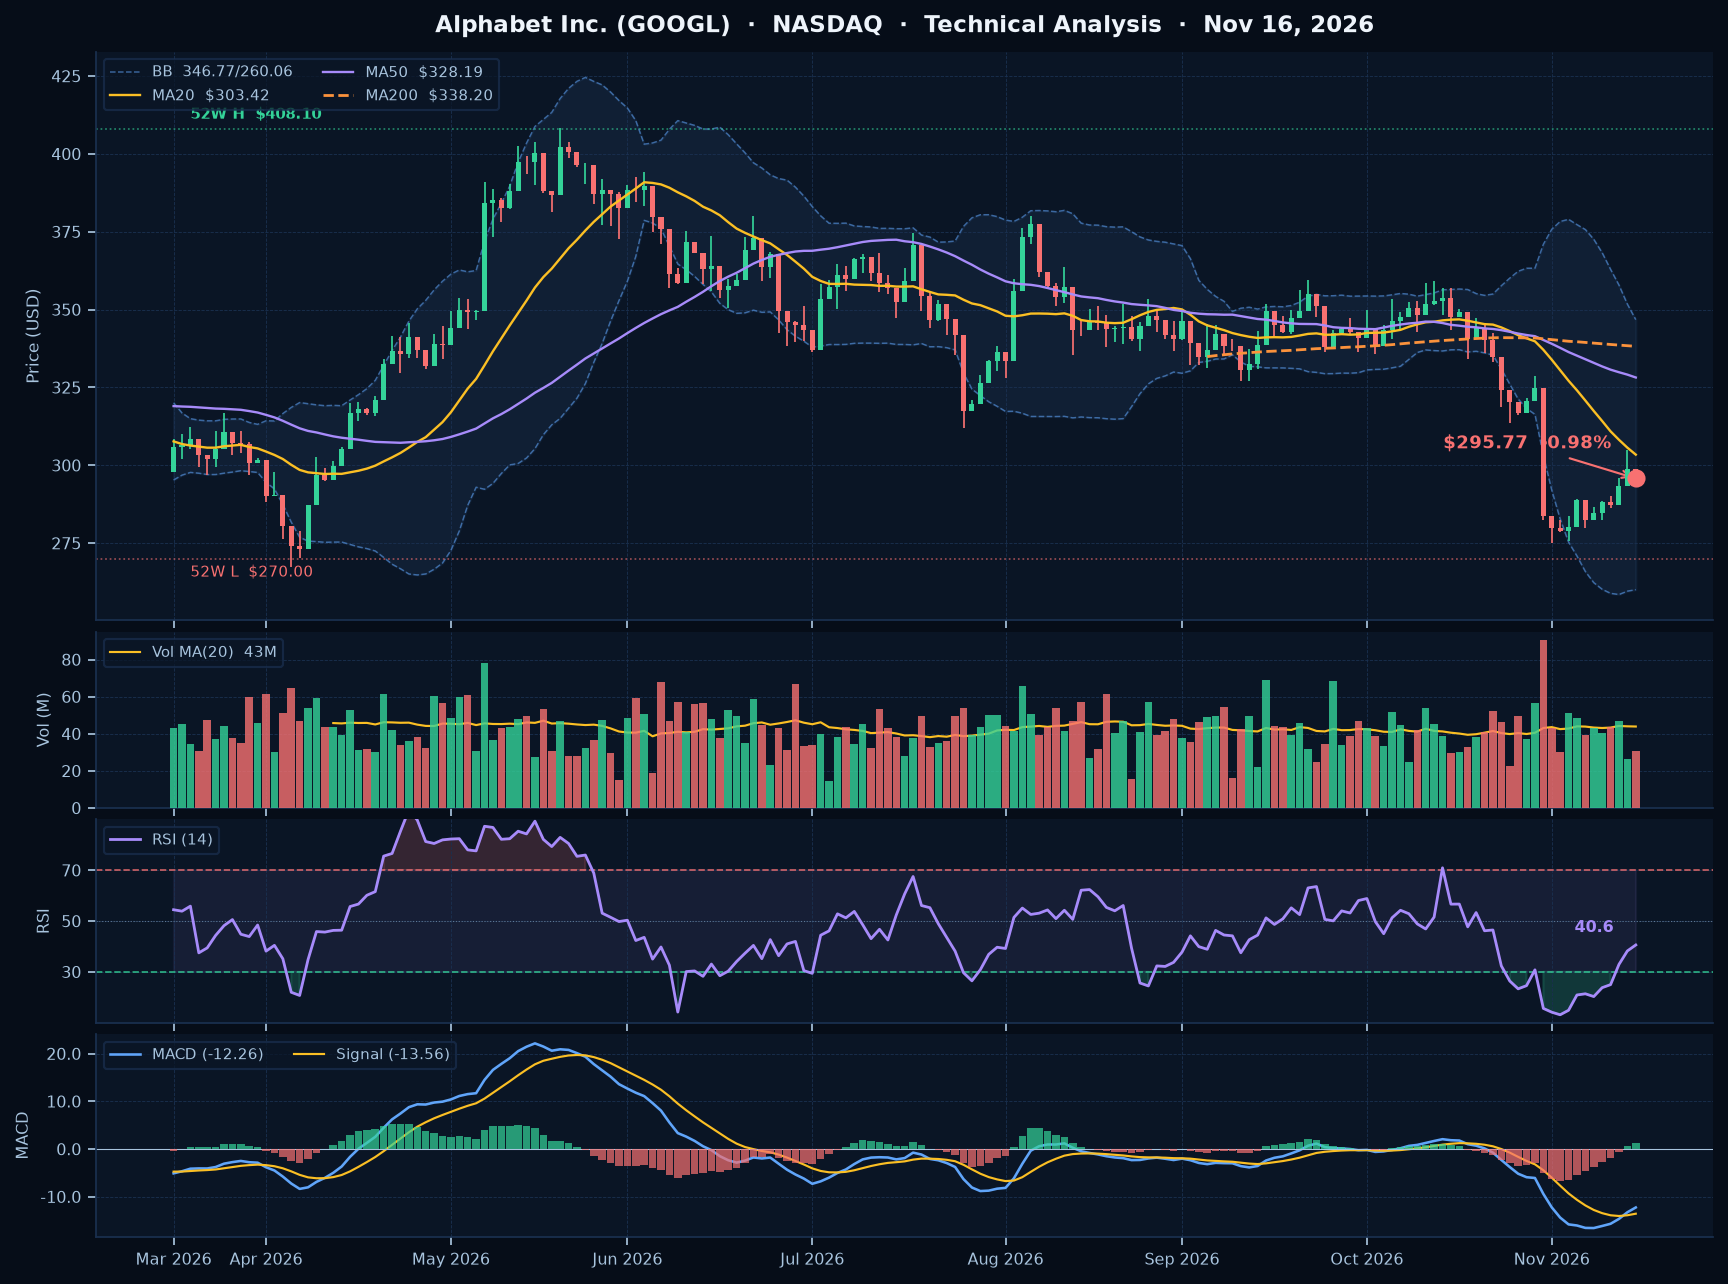 Alphabet Inc. (GOOGL) · NASDAQ · Technical Analysis · Nov 16, 2026
BB 346.77/260.06
MA50 $328.19
MA20 $303.42
MA200 $338.20
52W H $408.10
425
400
375
350
325
300
275
Price (USD)
$295.77 0.98%
52W L $270.00
Vol MA(20) 43M
80
60
40
20
0
Vol (M)
RSI (14)
70
50
30
RSI
40.6
MACD (-12.26)
Signal (-13.56)
20.0
10.0
0.0
-10.0
MACD
Mar 2026
Apr 2026
May 2026
Jun 2026
Jul 2026
Aug 2026
Sep 2026
Oct 2026
Nov 2026